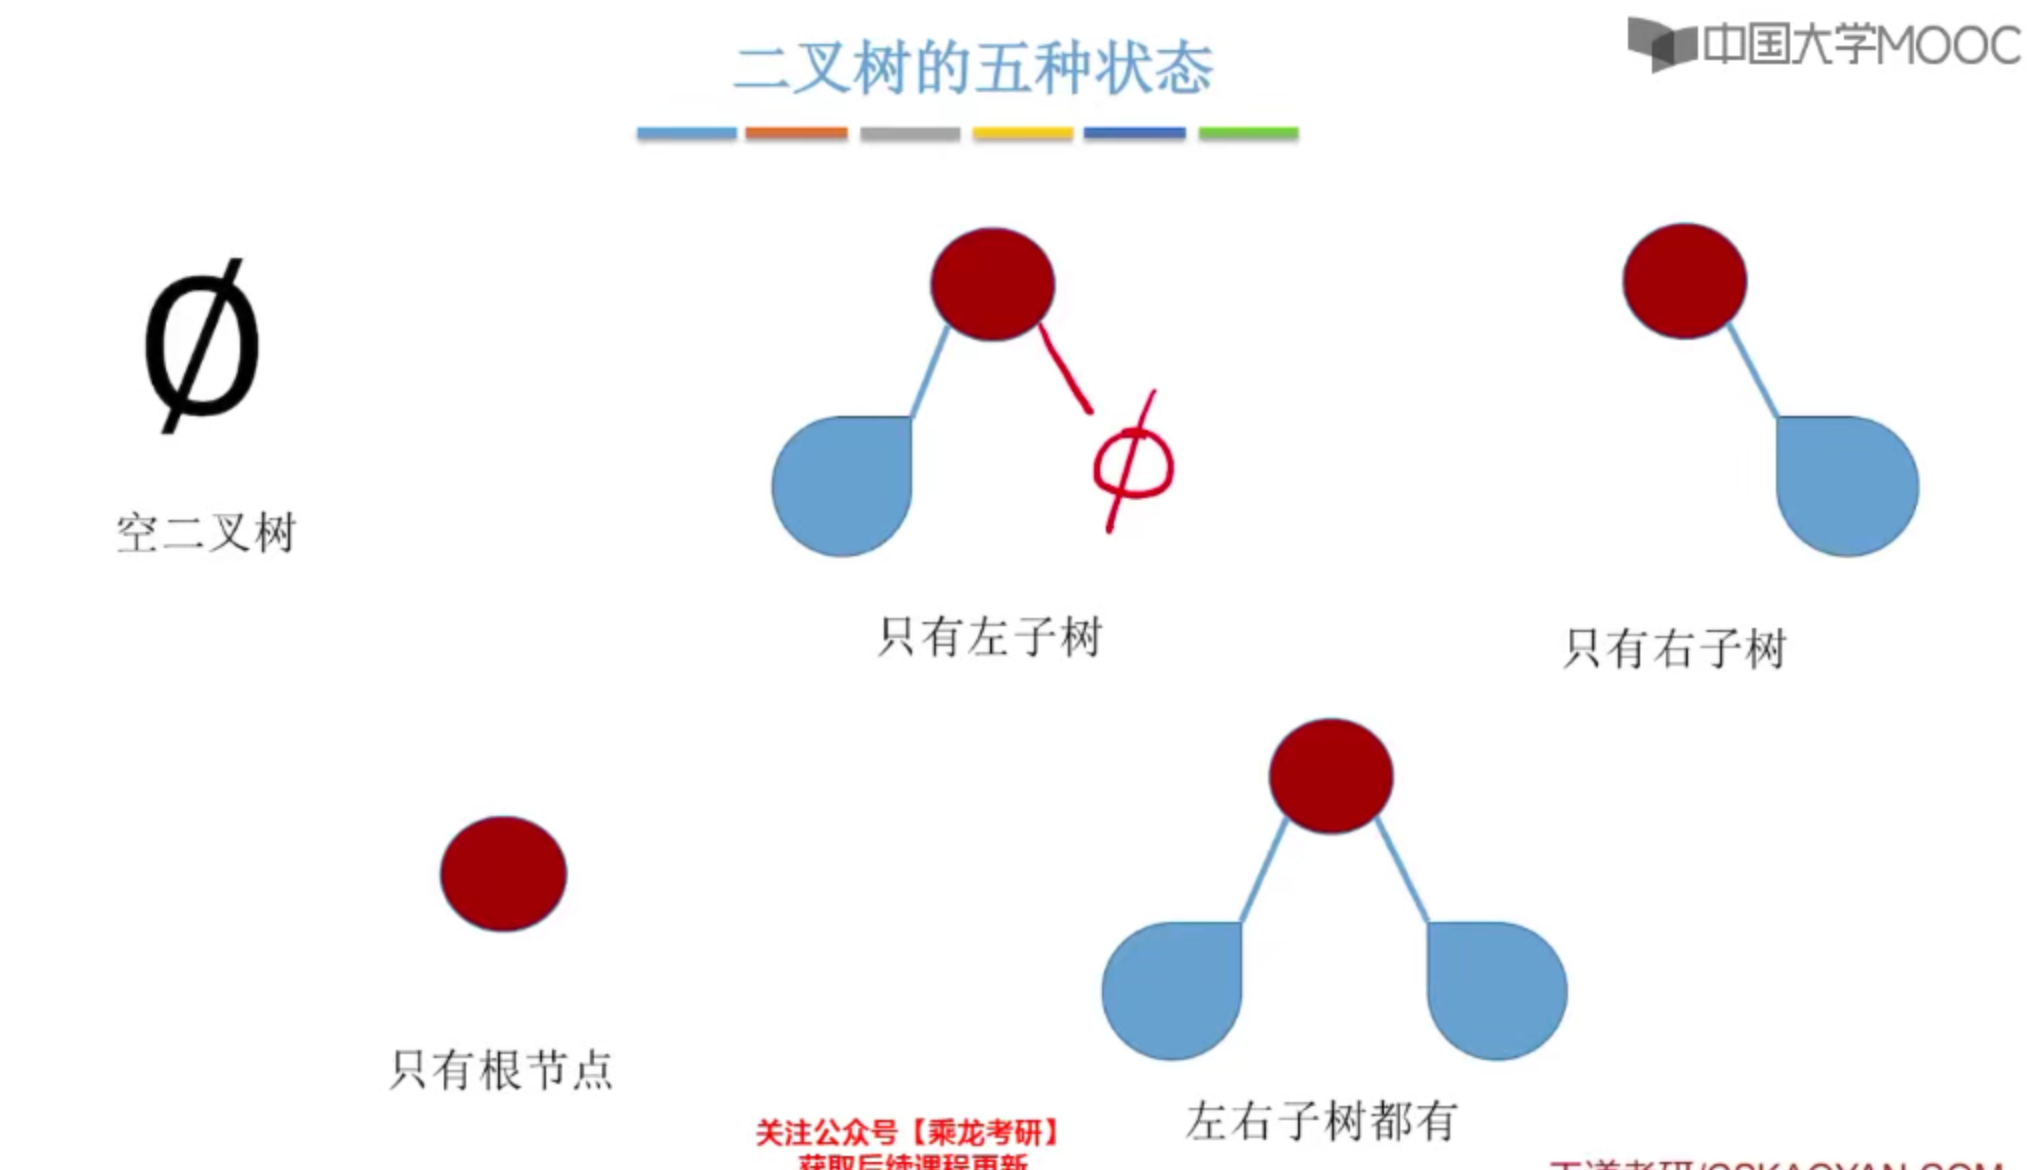 二叉树的五种状态
中国大学MOOC
Ø
空二叉树
ϕ
只有左子树
只有右子树
只有根节点
左右子树都有
关注公众号【乘龙考研】
获取后续课程更新
王道考研/CSKAOYAN.COM